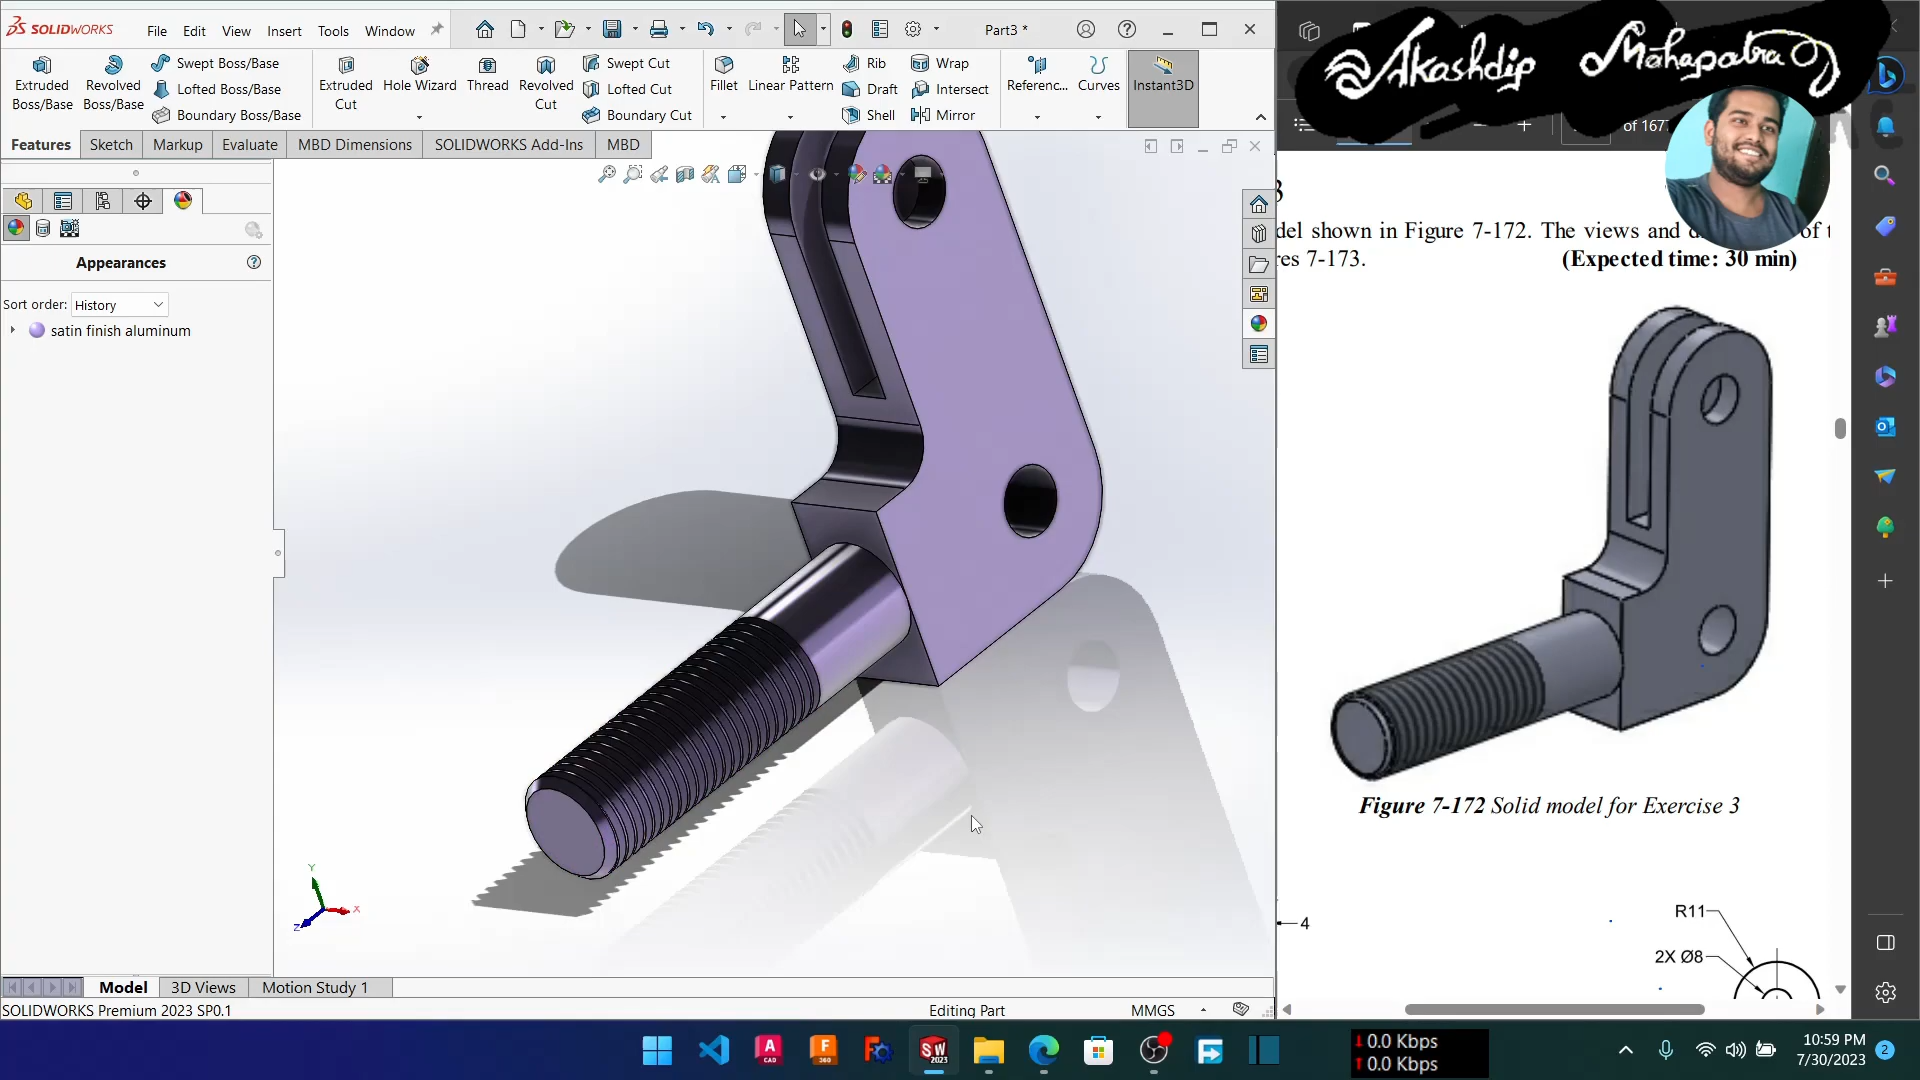 SOLIDWORKS File Edit View Insert Tools Window Part3 *
Akashdip Mahapatra
Extruded Boss/Base
Revolved Boss/Base
Swept Boss/Base
Lofted Boss/Base
Boundary Boss/Base
Extruded Cut
Hole Wizard
Thread
Revolved Cut
Swept Cut
Lofted Cut
Boundary Cut
Fillet
Linear Pattern
Rib
Draft
Shell
Wrap
Intersect
Mirror
Referenc...
Curves
Instant3D
of 167
Features Sketch Markup Evaluate MBD Dimensions SOLIDWORKS Add-Ins MBD
Appearances
Sort order: History
satin finish aluminum
3
del shown in Figure 7-172. The views and d of t
res 7-173. (Expected time: 30 min)
Figure 7-172 Solid model for Exercise 3
R11
4
2X Ø8
Y
X
Z
Model 3D Views Motion Study 1
SOLIDWORKS Premium 2023 SP0.1 Editing Part MMGS
0.0 Kbps
0.0 Kbps
10:59 PM
7/30/2023
2